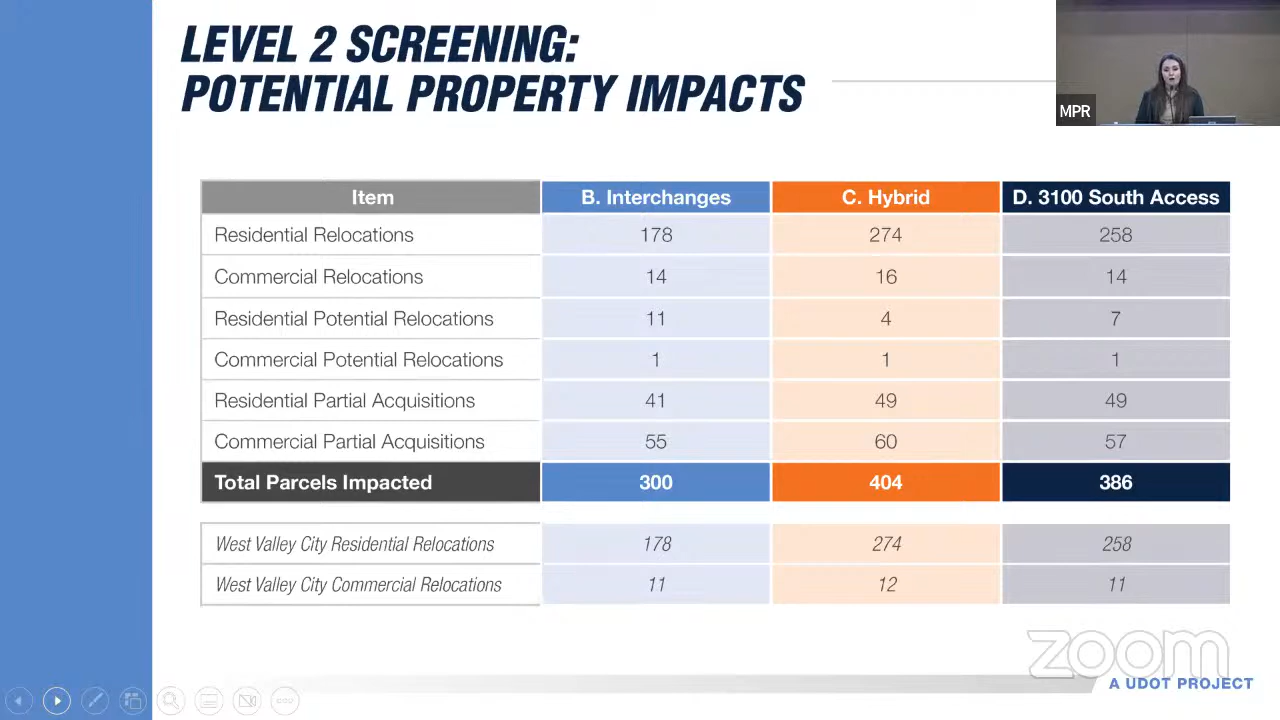 LEVEL 2 SCREENING:
POTENTIAL PROPERTY IMPACTS
MPR
Item B. Interchanges C. Hybrid D. 3100 South Access
Residential Relocations 178 274 258
Commercial Relocations 14 16 14
Residential Potential Relocations 11 4 7
Commercial Potential Relocations 1 1 1
Residential Partial Acquisitions 41 49 49
Commercial Partial Acquisitions 55 60 57
Total Parcels Impacted 300 404 386
West Valley City Residential Relocations 178 274 258
West Valley City Commercial Relocations 11 12 11
zoom
A UDOT PROJECT